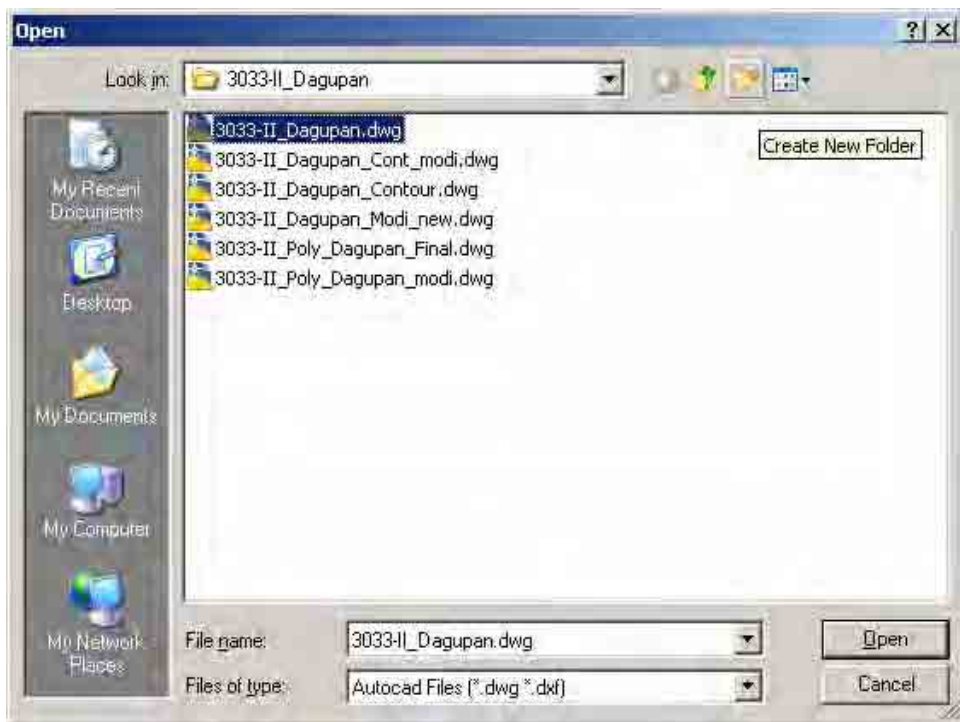 Open
Look in:
3033-II_Dagupan
3033-II_Dagupan.dwg
3033-II_Dagupan_Cont_modi.dwg
3033-II_Dagupan_Contour.dwg
3033-II_Dagupan_Modi_new.dwg
3033-II_Poly_Dagupan_Final.dwg
3033-II_Poly_Dagupan_modi.dwg
Create New Folder
My Recent
Documents
Desktop
My Documents
My Computer
My Network
Places
File name:
3033-II_Dagupan.dwg
Open
Files of type:
Autocad Files (*.dwg *.dxf)
Cancel